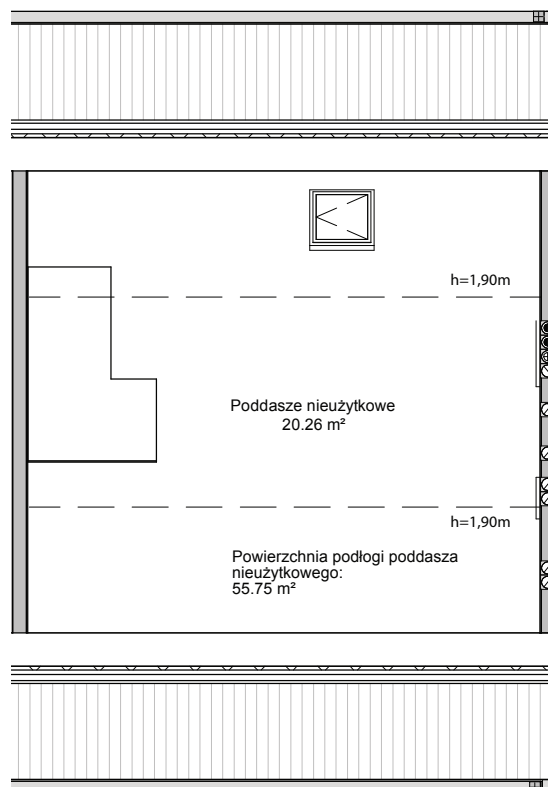 h=1,90m
Poddasze nieużytkowe
20.26 m²
h=1,90m
Powierzchnia podłogi poddasza
nieużytkowego:
55.75 m²